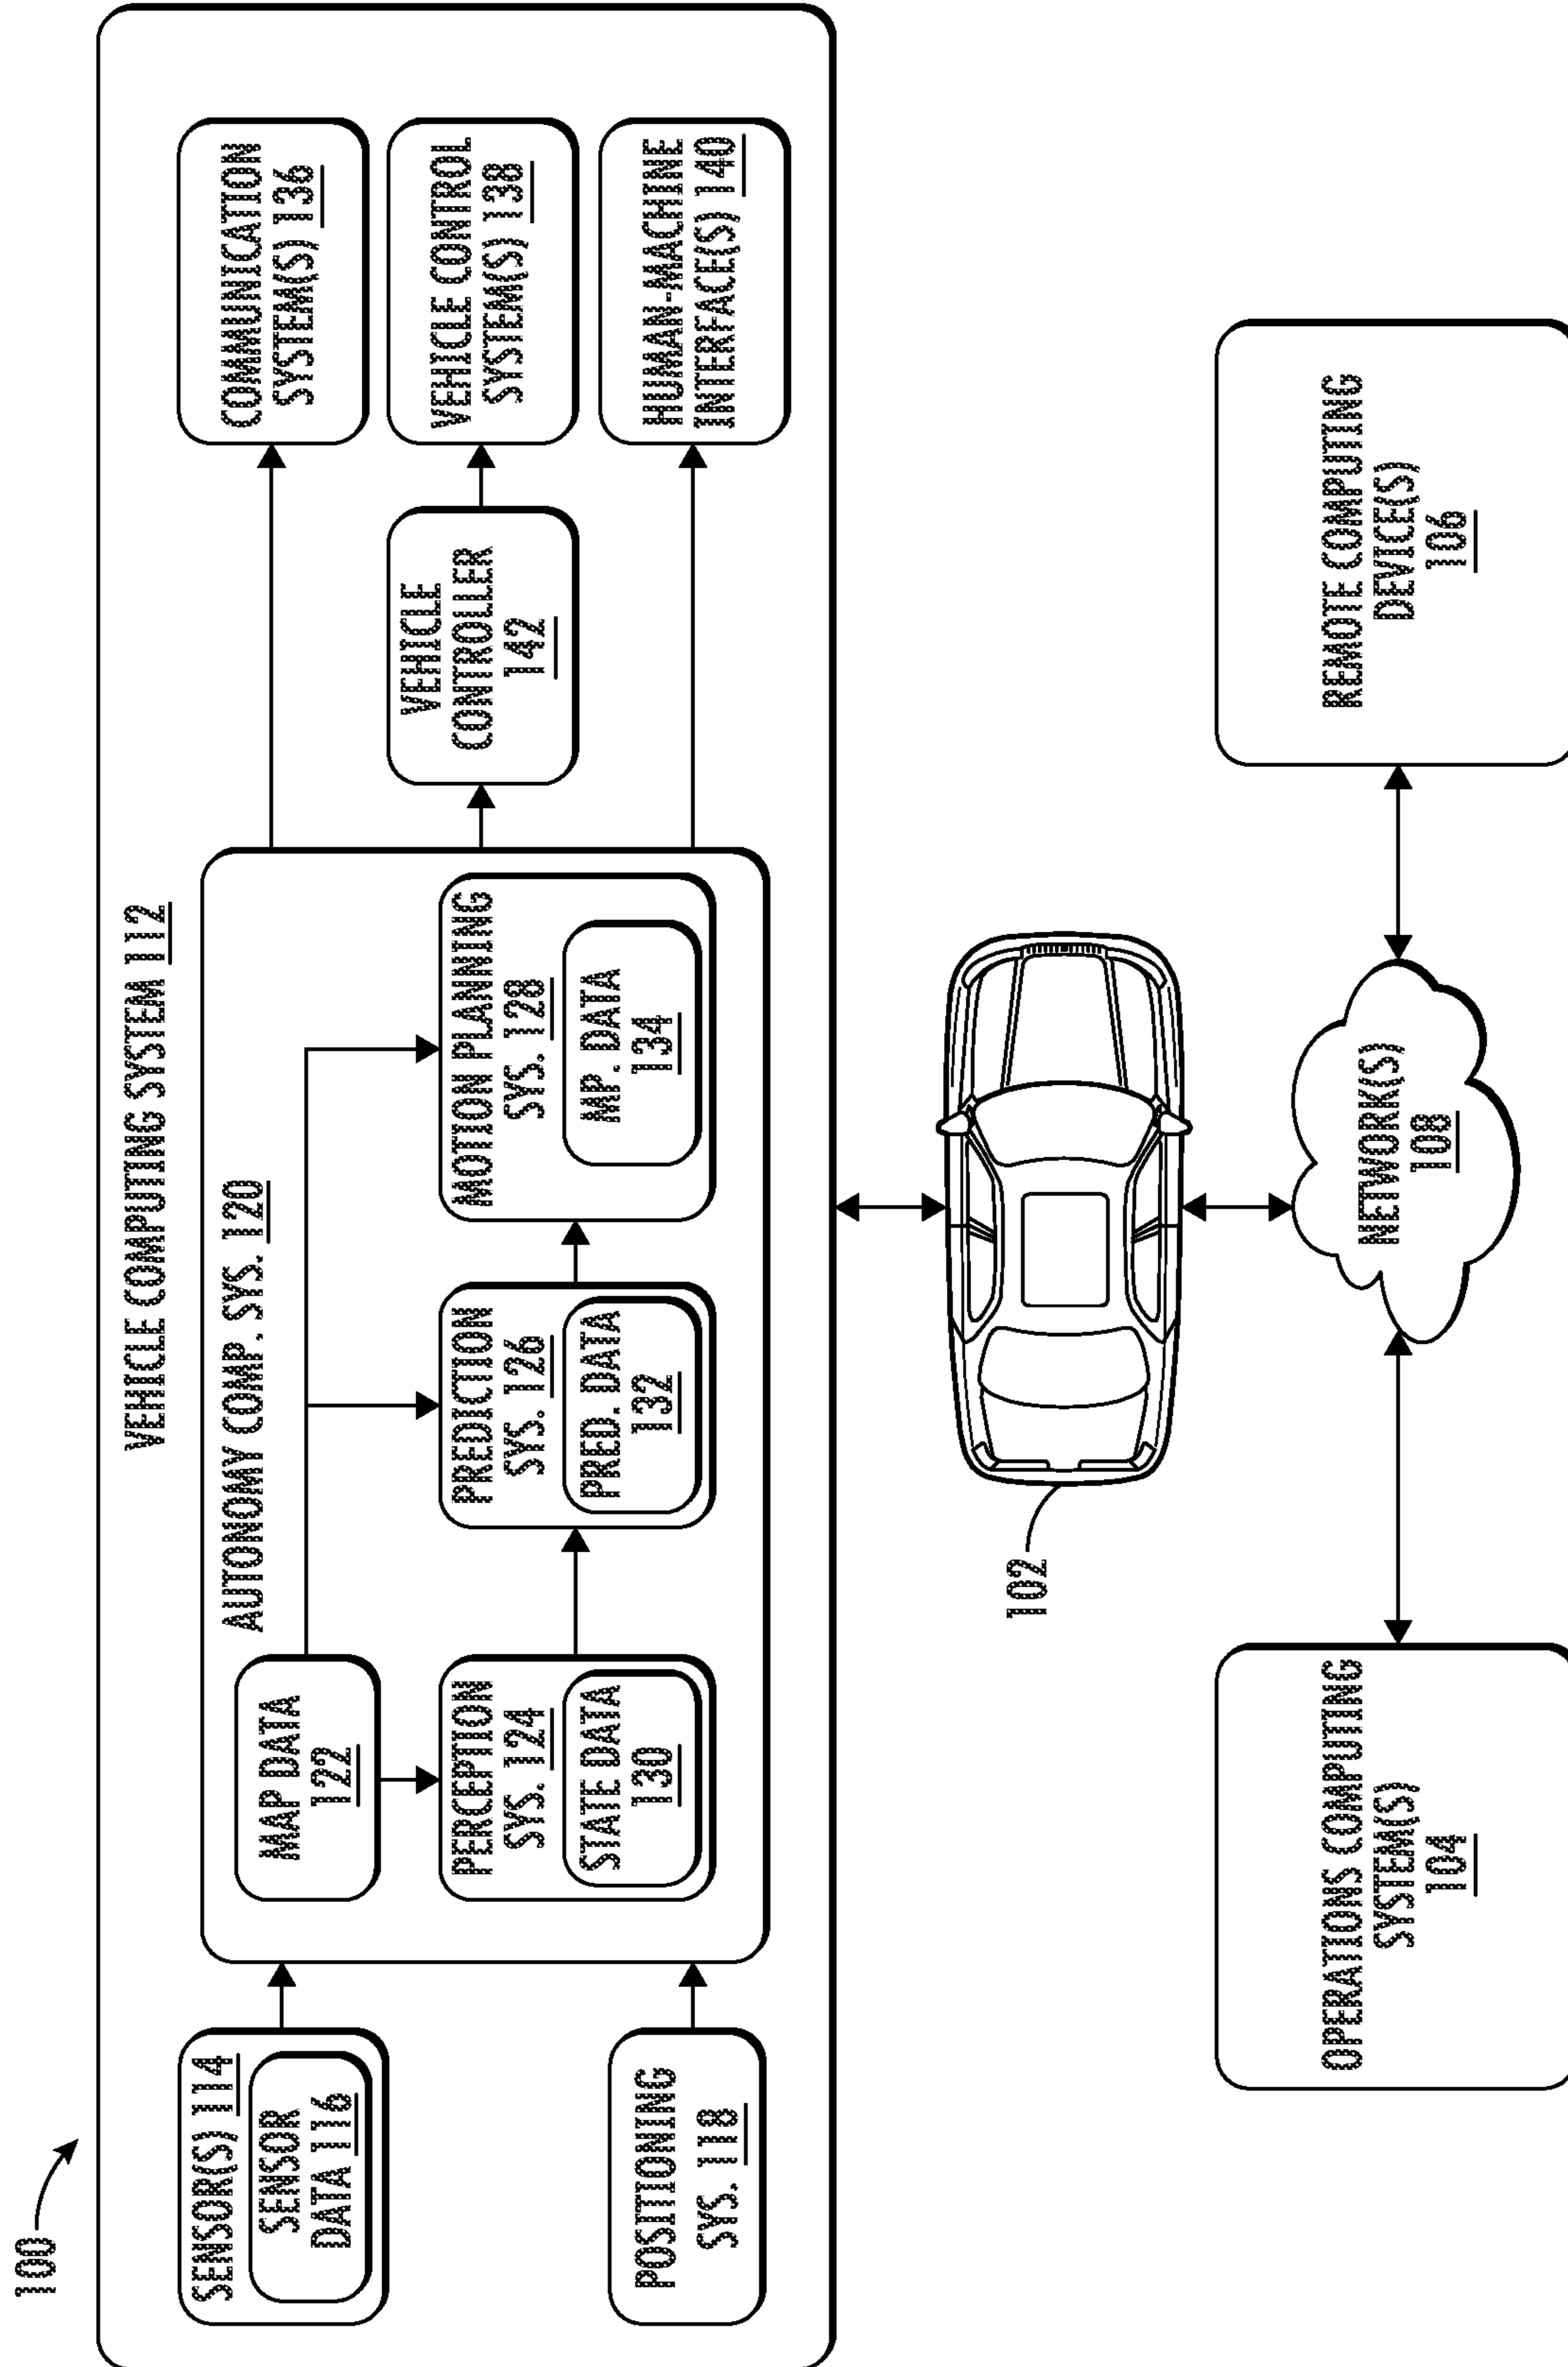 100
VEHICLE COMPUTING SYSTEM 112
SENSOR(S) 114
SENSOR
DATA 116
POSITIONING
SYS. 118
AUTONOMY COMP. SYS. 120
MAP DATA
122
PERCEPTION
SYS. 124
STATE DATA
130
PREDICTION
SYS. 126
PRED. DATA
132
MOTION PLANNING
SYS. 128
MP. DATA
134
VEHICLE
CONTROLLER
142
COMMUNICATION
SYSTEM(S) 136
VEHICLE CONTROL
SYSTEM(S) 138
HUMAN-MACHINE
INTERFACE(S) 140
102
OPERATIONS COMPUTING
SYSTEM(S)
104
NETWORK(S)
108
REMOTE COMPUTING
DEVICE(S)
106